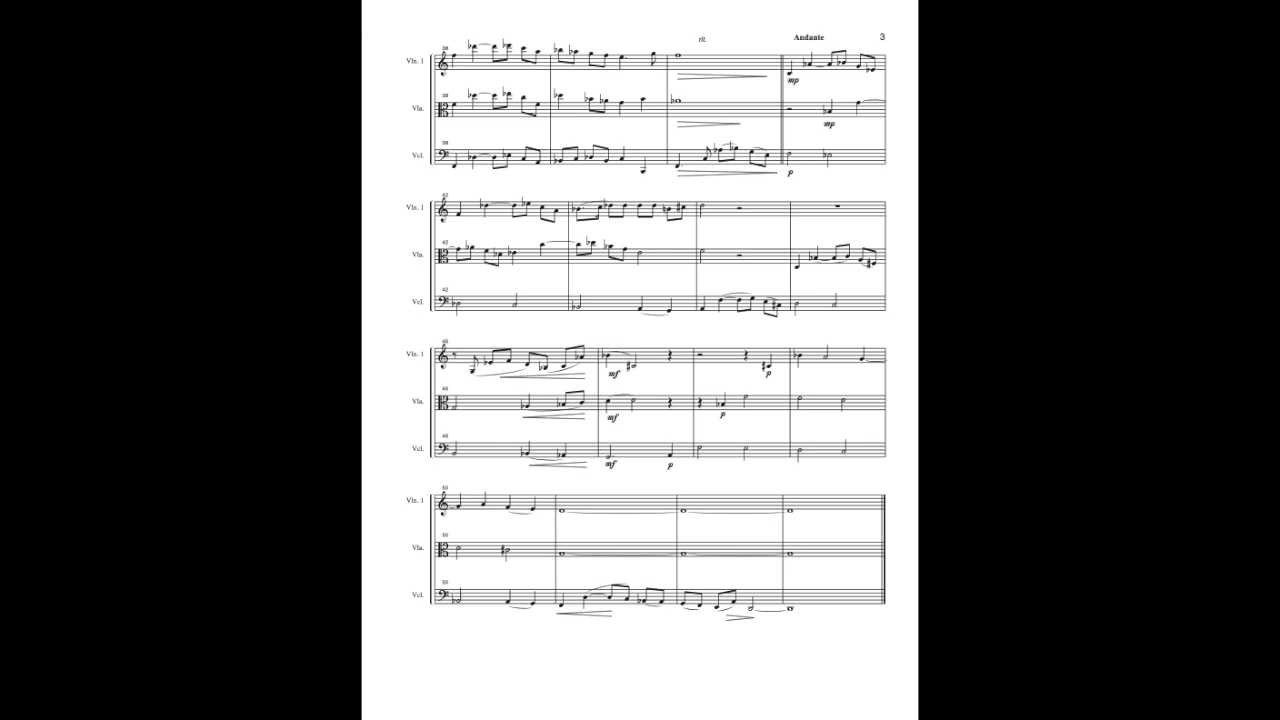 rit. Andante 3
38
Vln. 1
mp
38
Vla.
mp
38
Vcl.
p
42
Vln. 1
42
Vla.
42
Vcl.
46
Vln. 1
mf p
46
Vla.
mf p
46
Vcl.
mf p
50
Vln. 1
50
Vla.
50
Vcl.